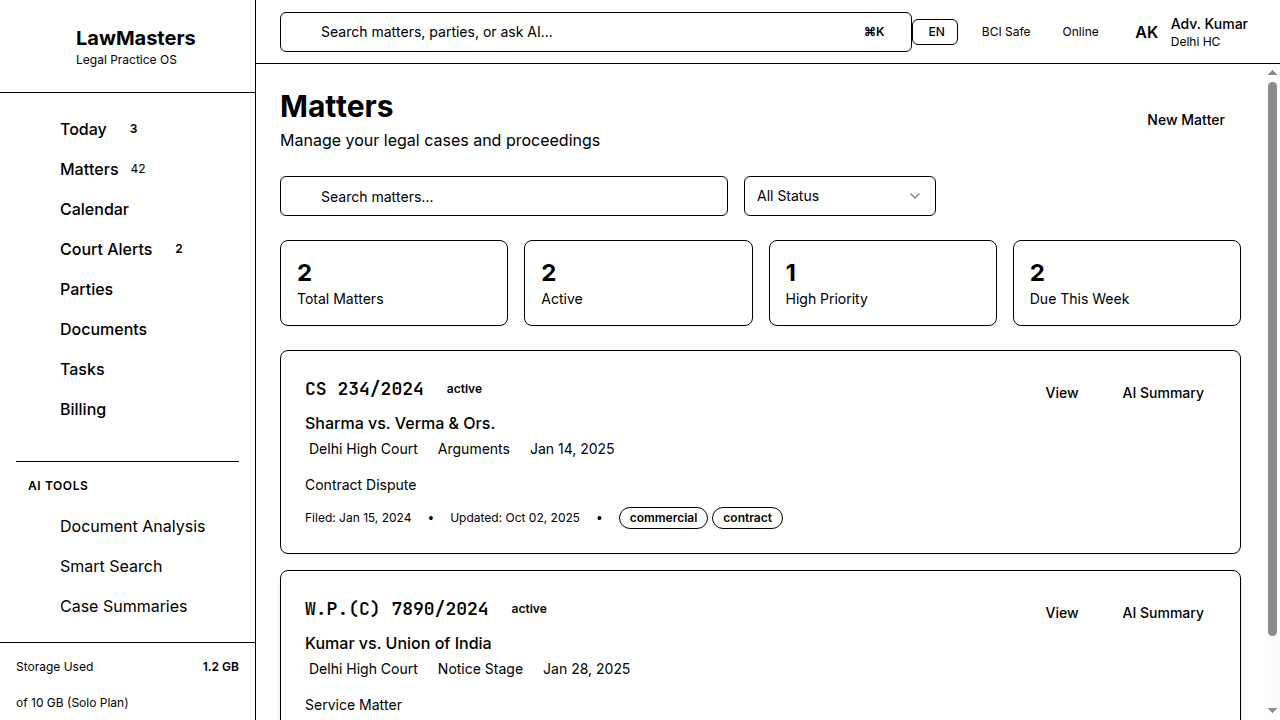 LawMasters
Legal Practice OS
Today 3
Matters 42
Calendar
Court Alerts 2
Parties
Documents
Tasks
Billing
AI TOOLS
Document Analysis
Smart Search
Case Summaries
Storage Used 1.2 GB
of 10 GB (Solo Plan)
Search matters, parties, or ask AI... ⌘K
EN
BCI Safe
Online
AK
Adv. Kumar
Delhi HC
Matters
Manage your legal cases and proceedings
New Matter
Search matters...
All Status
2
Total Matters
2
Active
1
High Priority
2
Due This Week
CS 234/2024 active
View AI Summary
Sharma vs. Verma & Ors.
Delhi High Court Arguments Jan 14, 2025
Contract Dispute
Filed: Jan 15, 2024 • Updated: Oct 02, 2025 • commercial contract
W.P.(C) 7890/2024 active
View AI Summary
Kumar vs. Union of India
Delhi High Court Notice Stage Jan 28, 2025
Service Matter